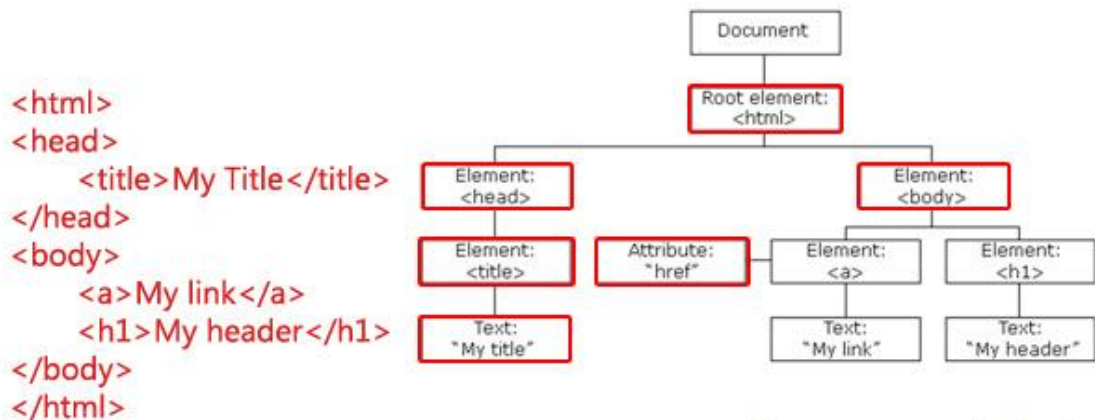 <html>
<head>
<title>My Title</title>
</head>
<body>
<a>My link</a>
<h1>My header</h1>
</body>
</html>
Document
Root element:
<html>
Element:
<head>
Element:
<body>
Element:
<title>
Attribute:
"href"
Element:
<a>
Element:
<h1>
Text:
"My title"
Text:
"My link"
Text:
"My header"